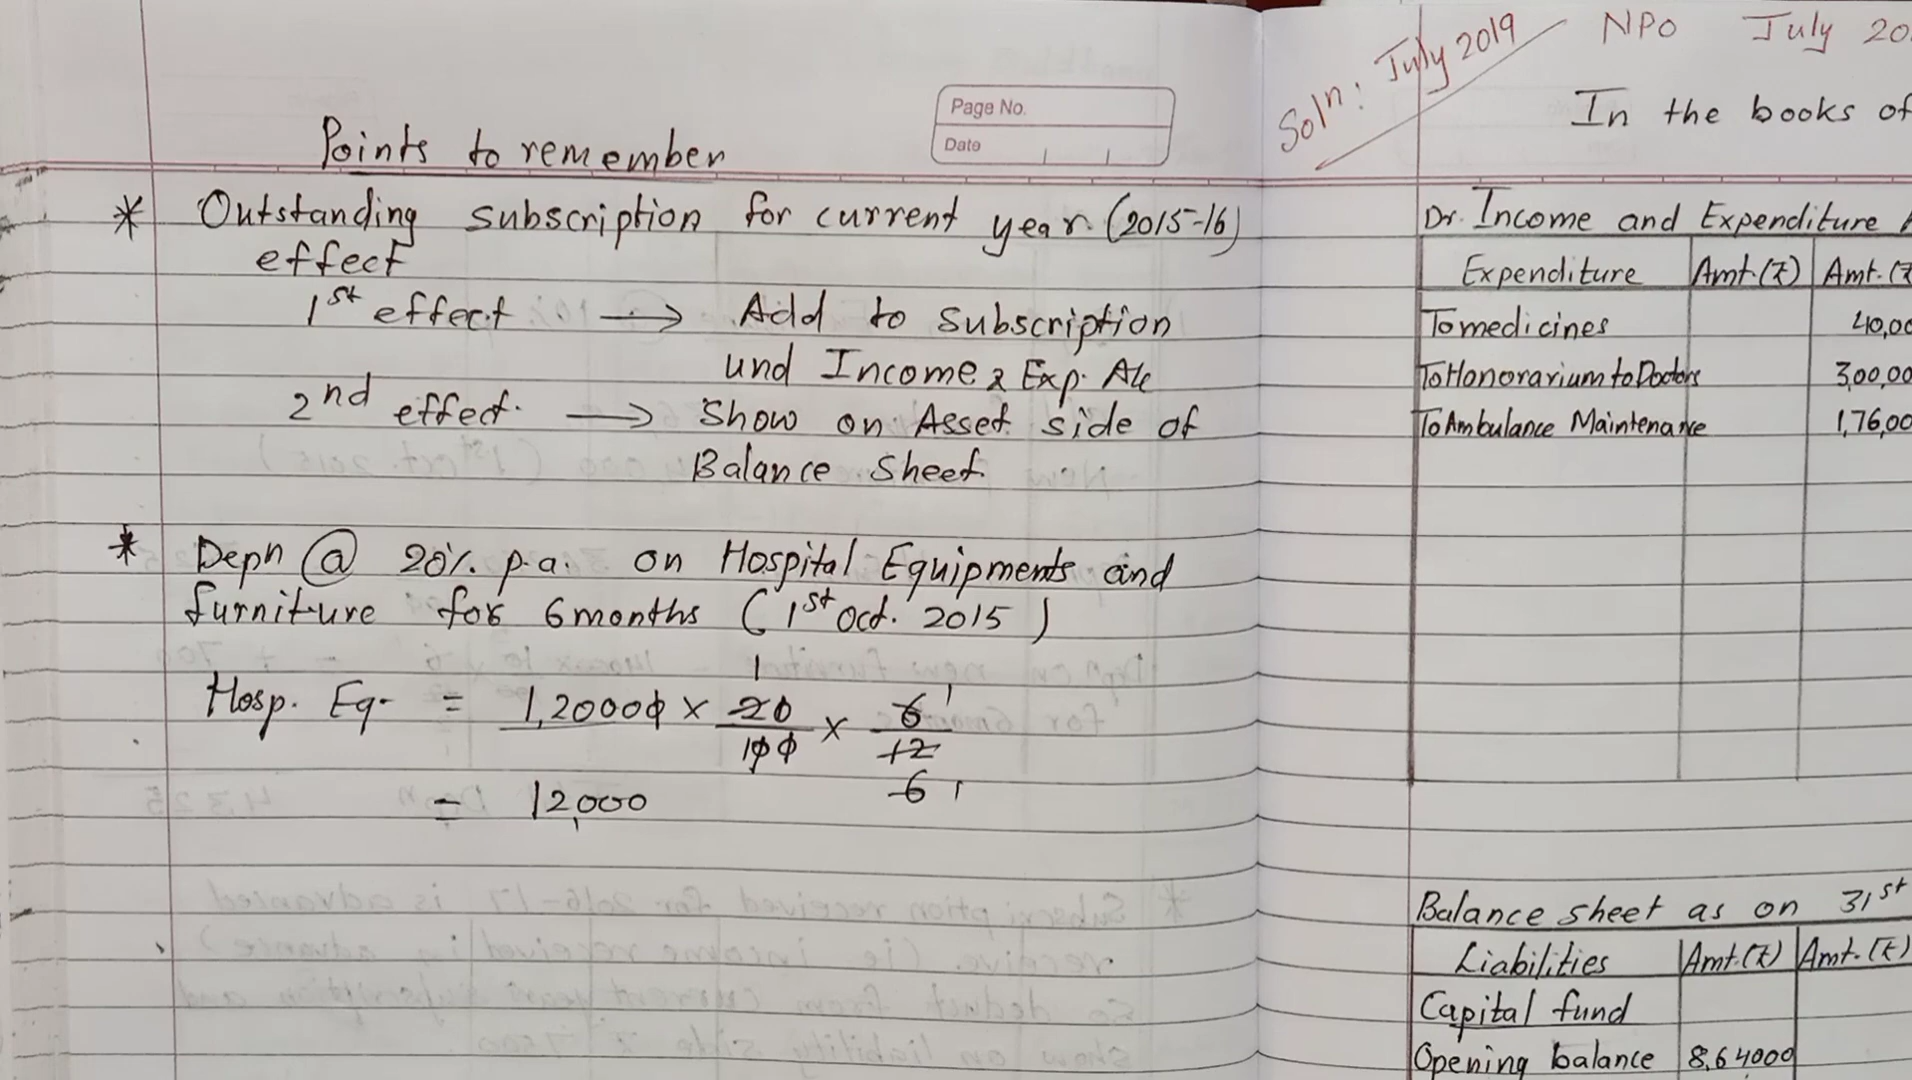 Page No.
Date
Points to remember
* Outstanding subscription for current year (2015-16)
effect
1st effect → Add to subscription
und Income & Exp. A/c
2nd effect. → Show on Asset side of
Balance Sheet.
* Depn @ 20% p.a. on Hospital Equipments and
furniture for 6months (1st Oct. 2015)
Hosp. Eq. = 1,20000 × 20/100 × 6/12
1
1
6 1
= 12,000
Soln: July 2019
NPO July 20
In the books of
Dr. Income and Expenditure A
Expenditure Amt.(₹) Amt.(₹
To medicines 40,00
To Honorarium to Doctors 3,00,00
To Ambulance Maintenance 1,76,00
Balance sheet as on 31st
Liabilities Amt.(₹) Amt.(₹)
Capital fund
Opening balance 8,64000